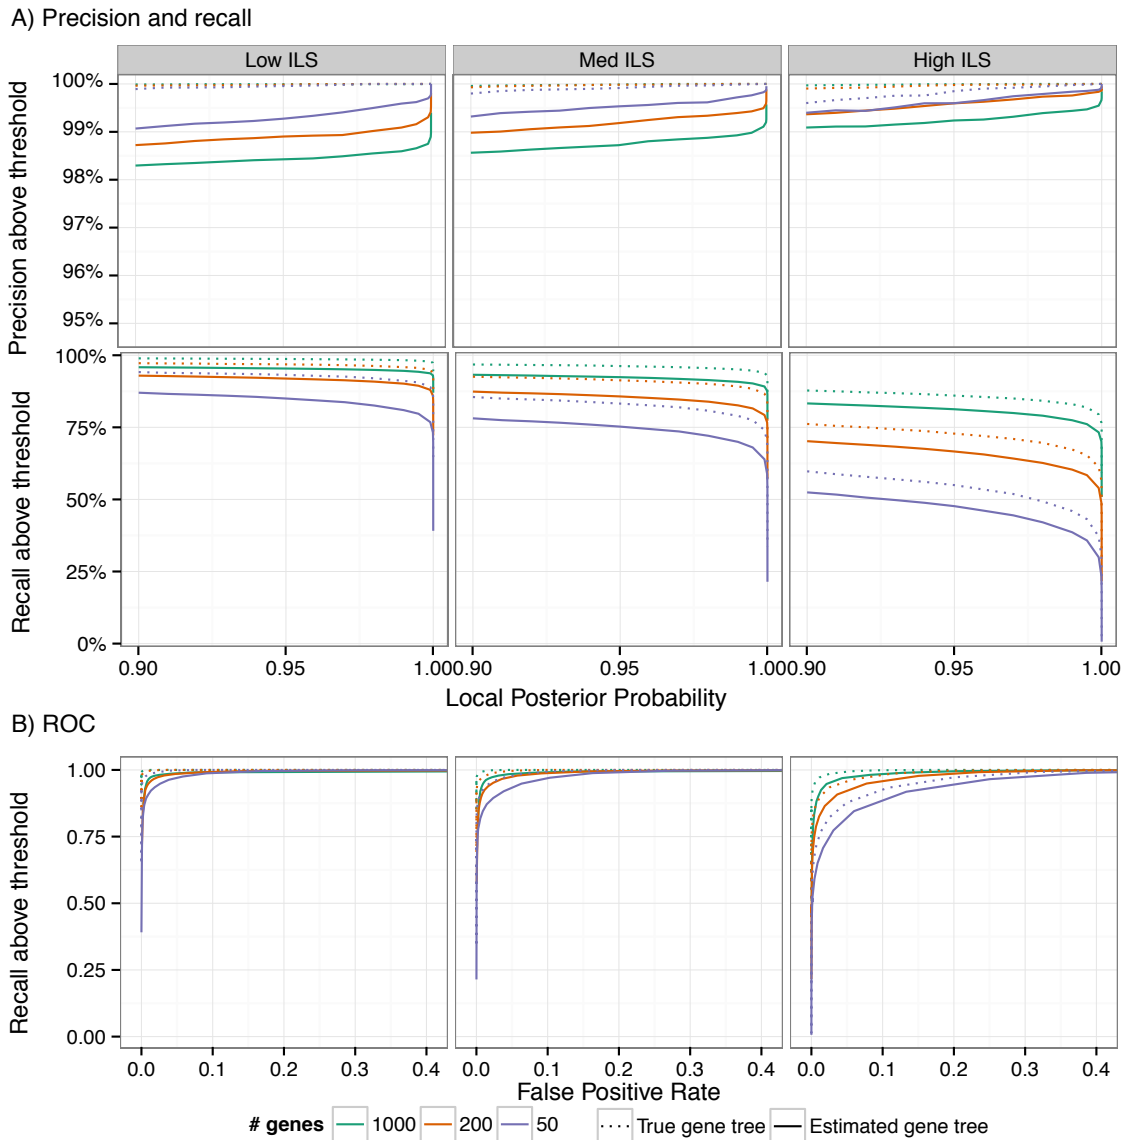 A) Precision and recall
Low ILS Med ILS High ILS
Precision above threshold
100%
99%
98%
97%
96%
95%
Recall above threshold
100%
75%
50%
25%
0%
0.90 0.95 1.00 0.90 0.95 1.00 0.90 0.95 1.00
Local Posterior Probability
B) ROC
Recall above threshold
1.00
0.75
0.50
0.25
0.00
0.0 0.1 0.2 0.3 0.4 0.0 0.1 0.2 0.3 0.4 0.0 0.1 0.2 0.3 0.4
False Positive Rate
# genes 1000 200 50 True gene tree Estimated gene tree